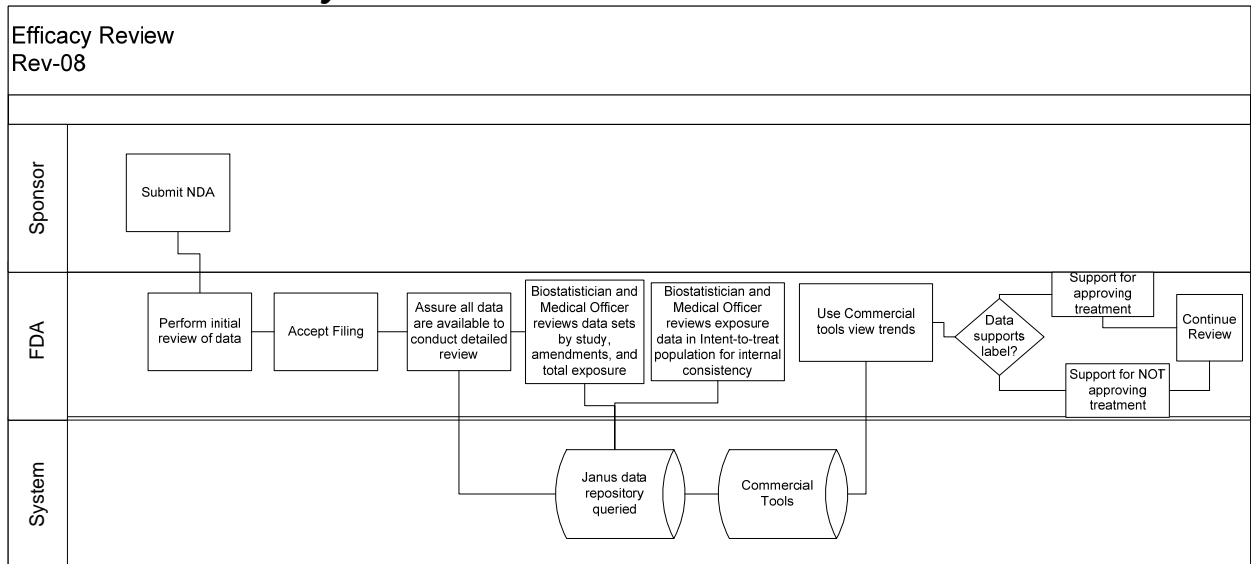 Efficacy Review
Rev-08
Sponsor
Submit NDA
FDA
Perform initial
review of data
Accept Filing
Assure all data
are available to
conduct detailed
review
Biostatistician and
Medical Officer
reviews data sets
by study,
amendments, and
total exposure
Biostatistician and
Medical Officer
reviews exposure
data in Intent-to-treat
population for internal
consistency
Use Commercial
tools view trends
Data
supports
label?
Support for
approving
treatment
Support for NOT
approving
treatment
Continue
Review
System
Janus data
repository
queried
Commercial
Tools